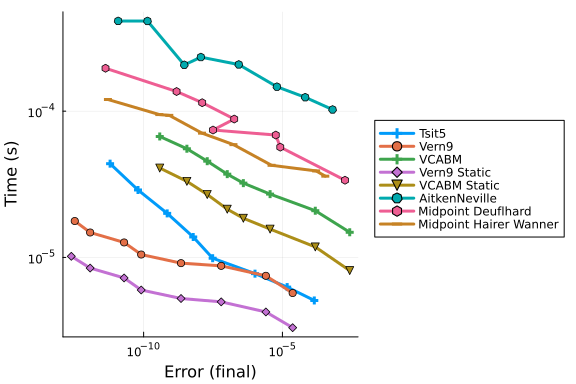 Time (s)
10⁻⁴
10⁻⁵
10⁻¹⁰
10⁻⁵
Error (final)
Tsit5
Vern9
VCABM
Vern9 Static
VCABM Static
AitkenNeville
Midpoint Deuflhard
Midpoint Hairer Wanner